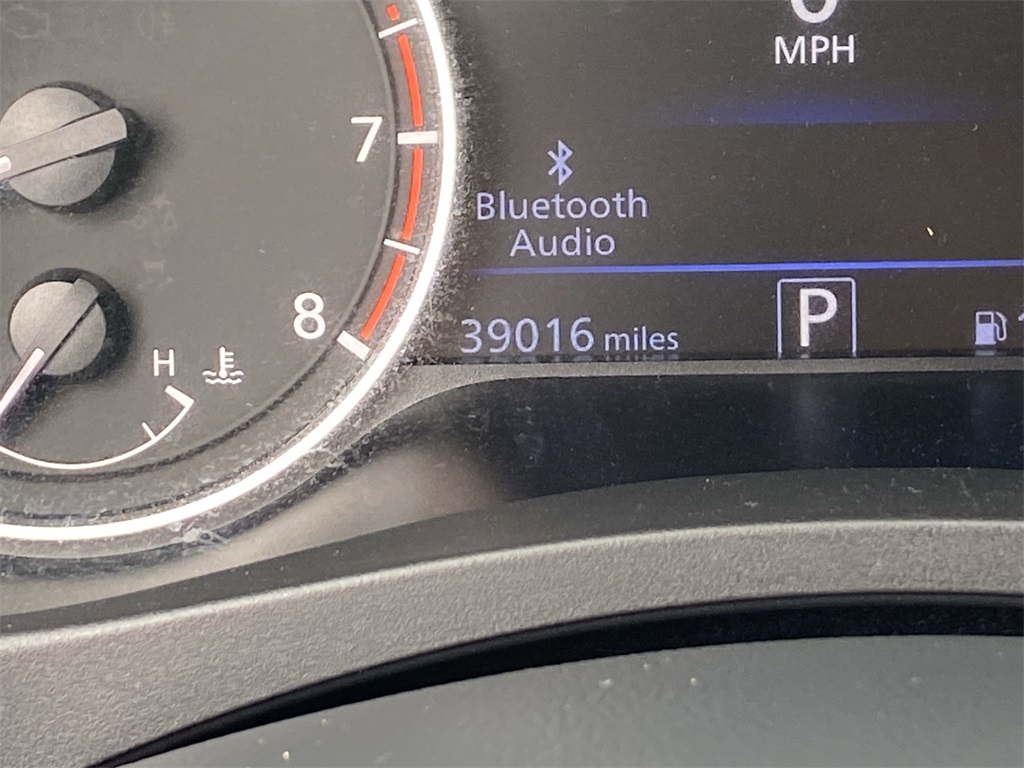 MPH
7
Bluetooth
Audio
8
39016 miles
P
H